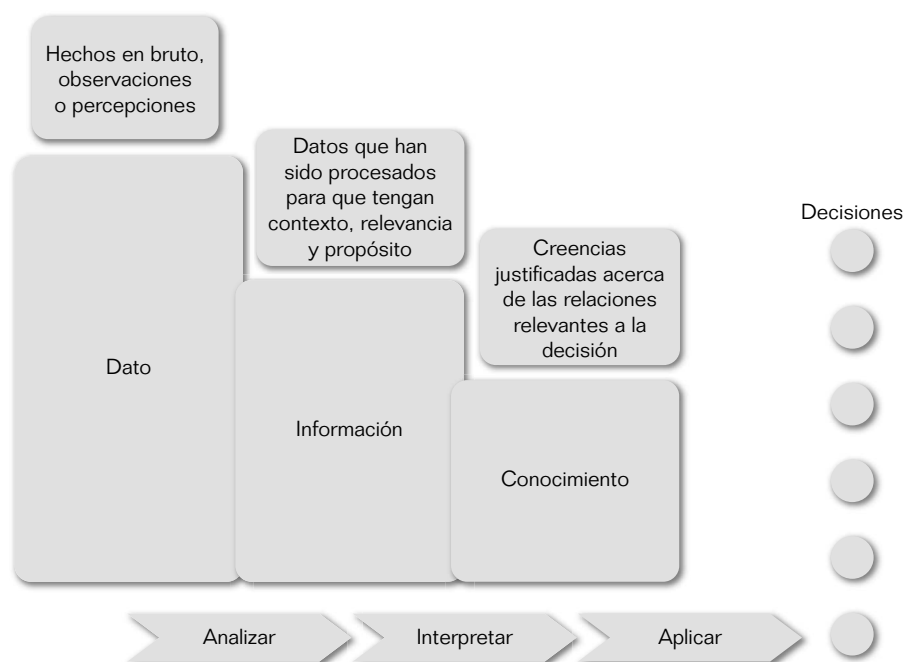 Hechos en bruto,
observaciones
o percepciones
Dato
Datos que han
sido procesados
para que tengan
contexto, relevancia
y propósito
Información
Creencias
justificadas acerca
de las relaciones
relevantes a la
decisión
Conocimiento
Decisiones
Analizar
Interpretar
Aplicar